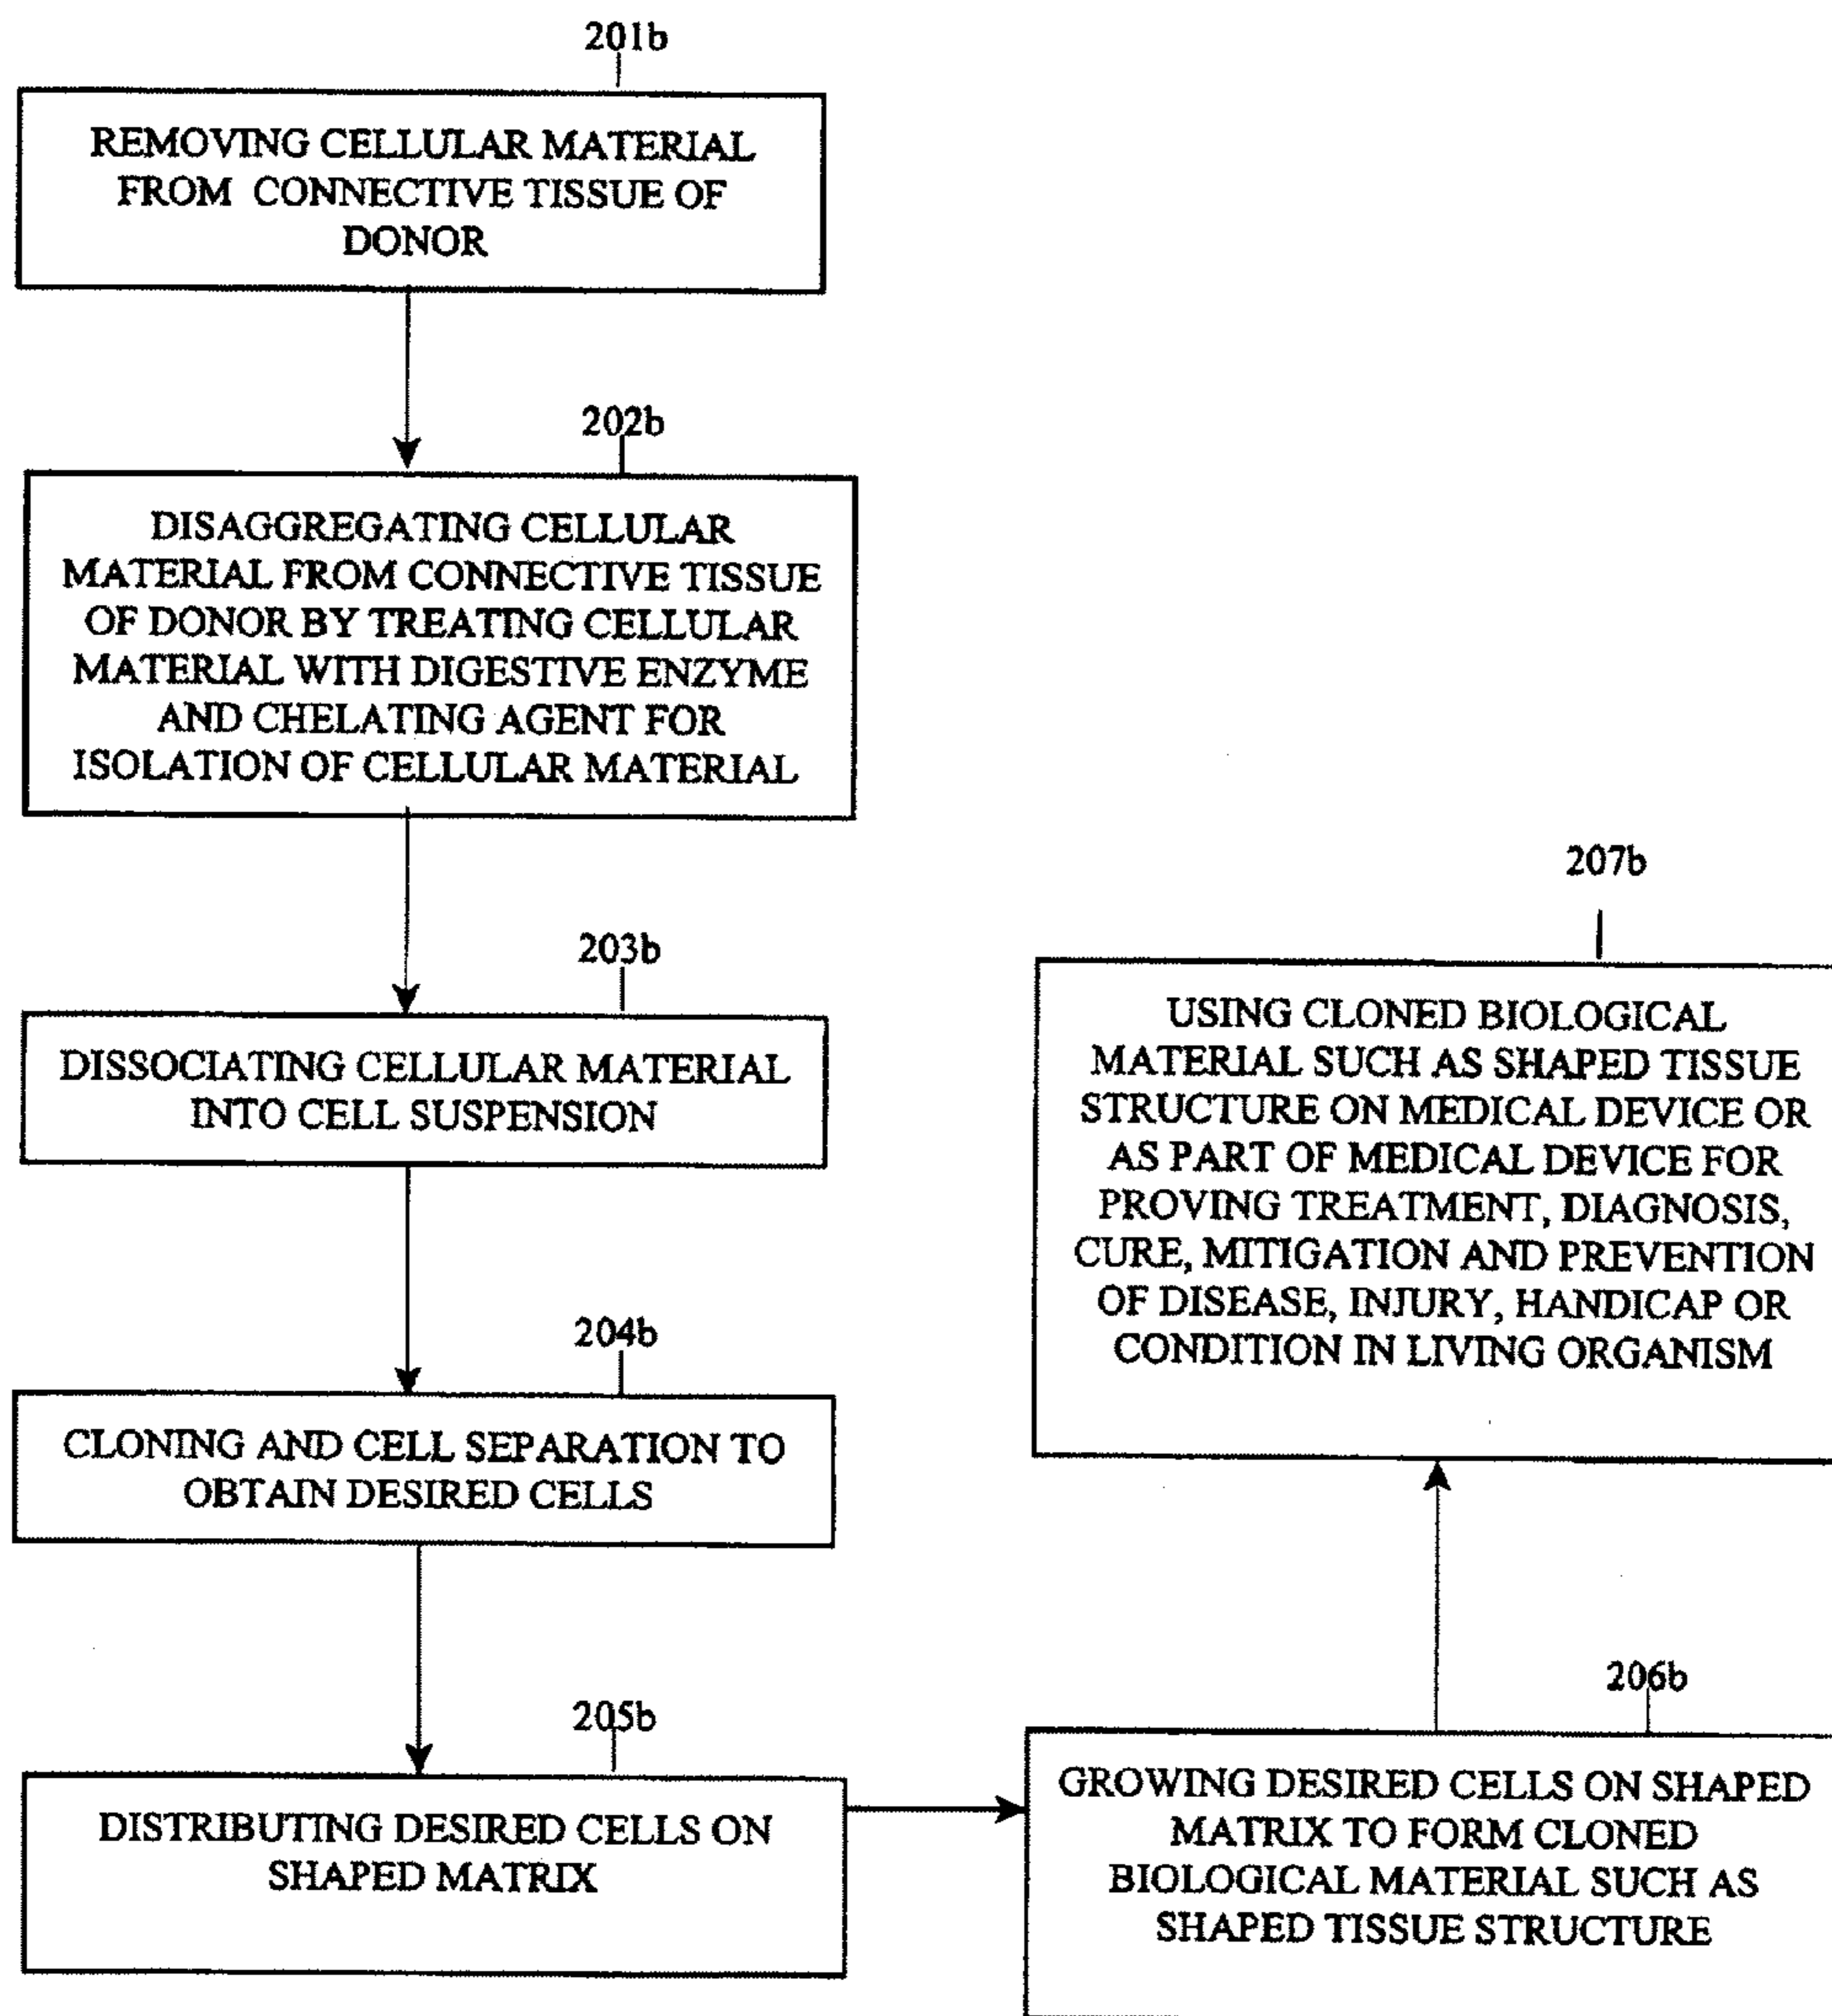 201b
REMOVING CELLULAR MATERIAL
FROM CONNECTIVE TISSUE OF
DONOR
202b
DISAGGREGATING CELLULAR
MATERIAL FROM CONNECTIVE TISSUE
OF DONOR BY TREATING CELLULAR
MATERIAL WITH DIGESTIVE ENZYME
AND CHELATING AGENT FOR
ISOLATION OF CELLULAR MATERIAL
203b
DISSOCIATING CELLULAR MATERIAL
INTO CELL SUSPENSION
204b
CLONING AND CELL SEPARATION TO
OBTAIN DESIRED CELLS
205b
DISTRIBUTING DESIRED CELLS ON
SHAPED MATRIX
206b
GROWING DESIRED CELLS ON SHAPED
MATRIX TO FORM CLONED
BIOLOGICAL MATERIAL SUCH AS
SHAPED TISSUE STRUCTURE
207b
USING CLONED BIOLOGICAL
MATERIAL SUCH AS SHAPED TISSUE
STRUCTURE ON MEDICAL DEVICE OR
AS PART OF MEDICAL DEVICE FOR
PROVING TREATMENT, DIAGNOSIS,
CURE, MITIGATION AND PREVENTION
OF DISEASE, INJURY, HANDICAP OR
CONDITION IN LIVING ORGANISM